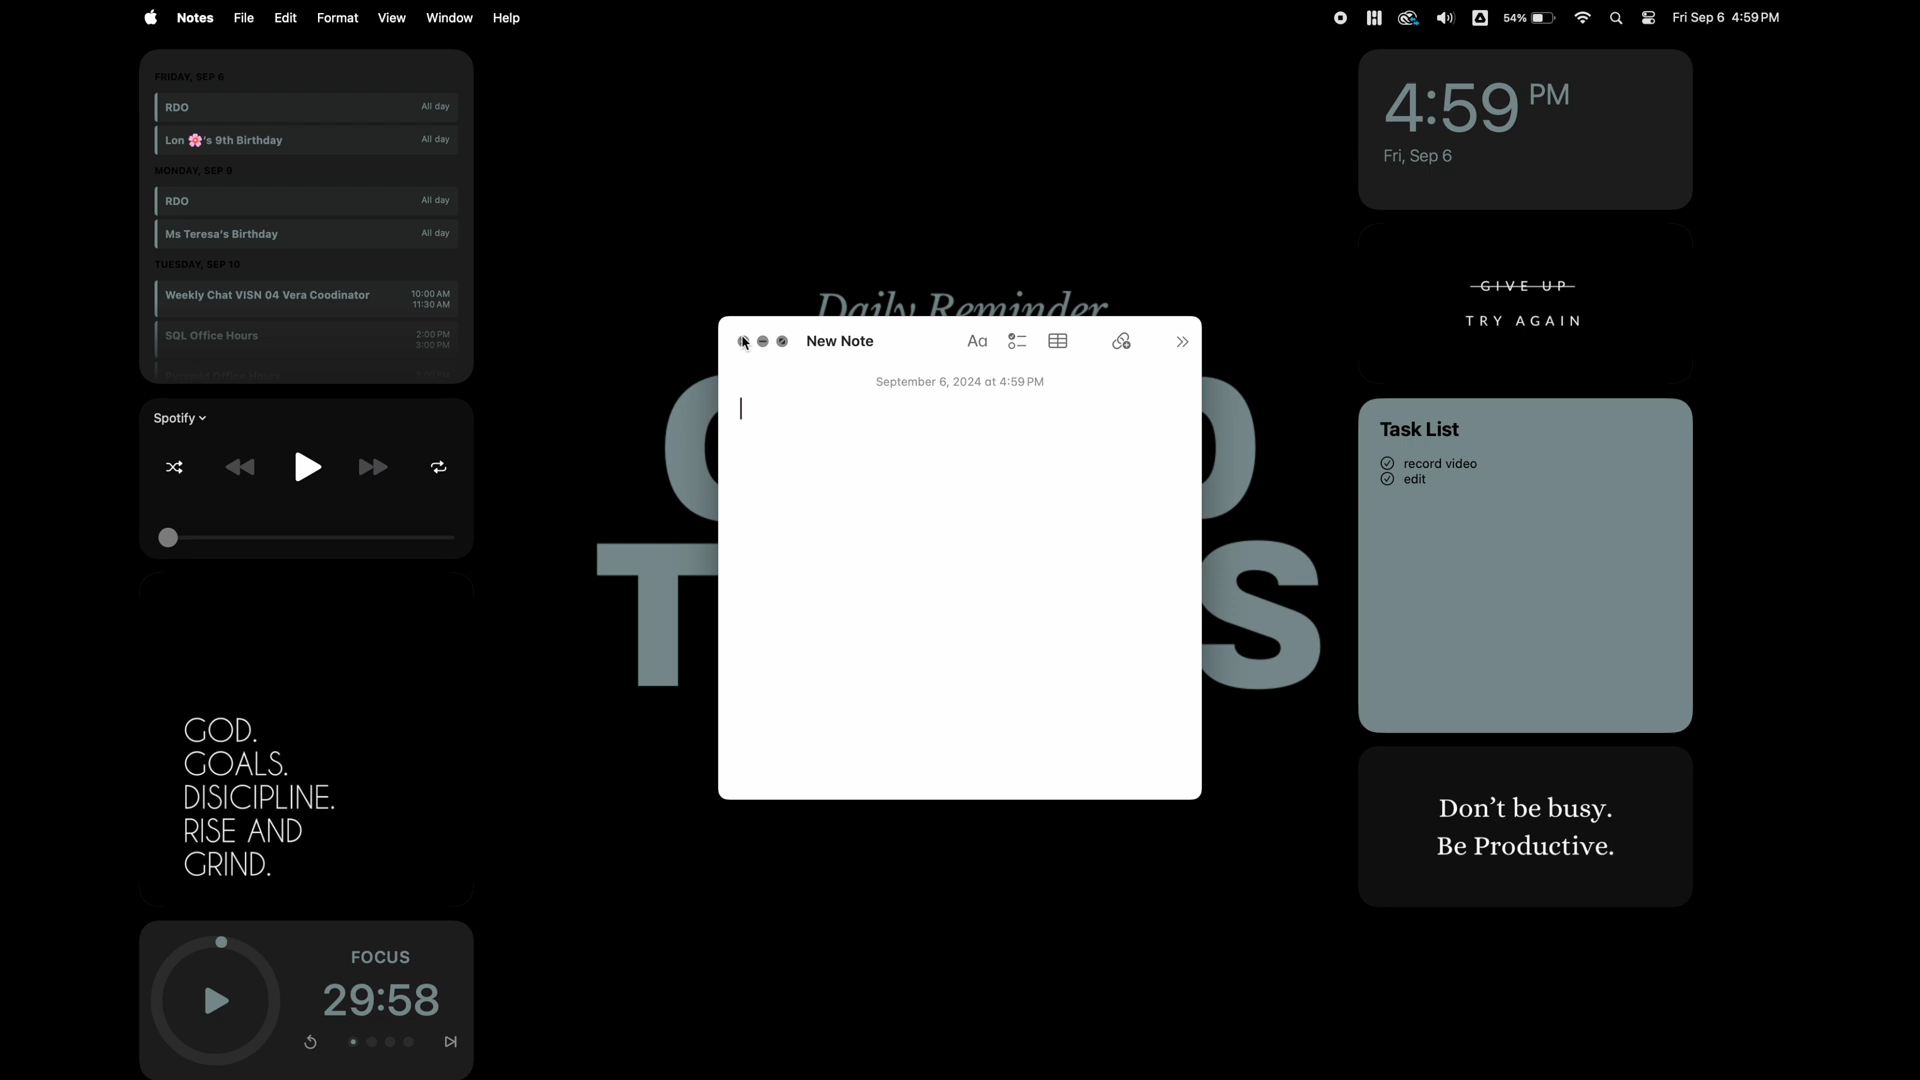 Notes File Edit Format View Window Help
54% Fri Sep 6 4:59 PM
FRIDAY, SEP 6
RDO All day
Lon 🌸's 9th Birthday All day
MONDAY, SEP 9
RDO All day
Ms Teresa's Birthday All day
TUESDAY, SEP 10
Weekly Chat VISN 04 Vera Coodinator 10:00 AM
11:30 AM
SQL Office Hours 2:00 PM
3:00 PM
Spotify
GOD.
GOALS.
DISICIPLINE.
RISE AND
GRIND.
FOCUS
29:58
Daily Reminder
New Note Aa
September 6, 2024 at 4:59 PM
4:59 PM
Fri, Sep 6
GIVE UP
TRY AGAIN
Task List
record video
edit
Don't be busy.
Be Productive.